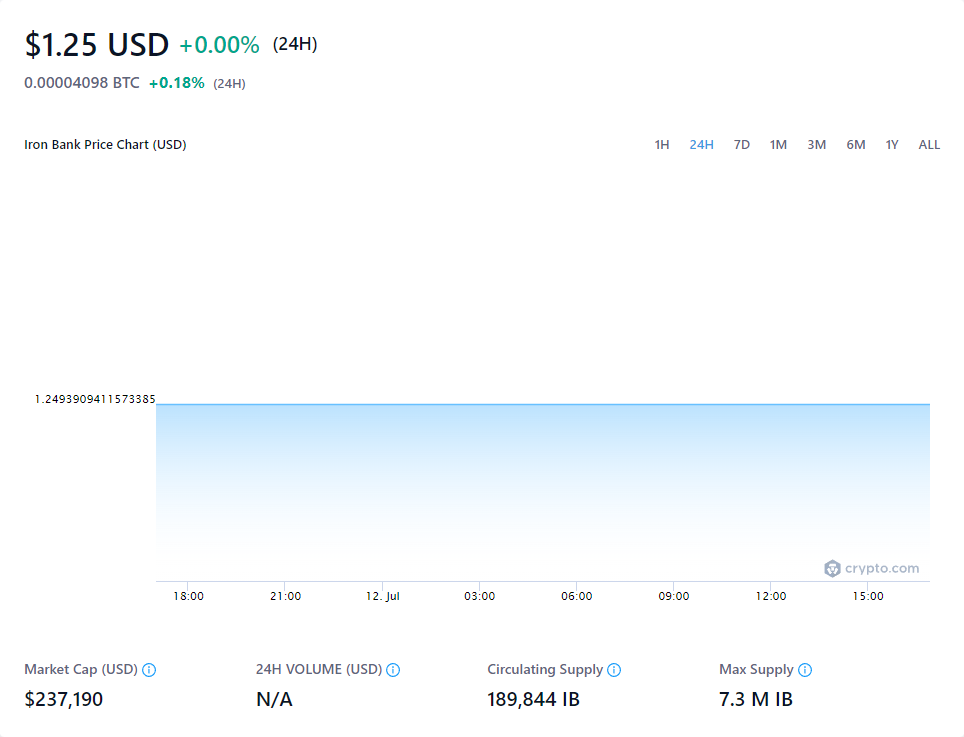 $1.25 USD +0.00% (24H)
0.00004098 BTC +0.18% (24H)
Iron Bank Price Chart (USD) 1H 24H 7D 1M 3M 6M 1Y ALL
1.2493909411573385
crypto.com
18:00 21:00 12. Jul 03:00 06:00 09:00 12:00 15:00
Market Cap (USD) 24H VOLUME (USD) Circulating Supply Max Supply
$237,190 N/A 189,844 IB 7.3 M IB